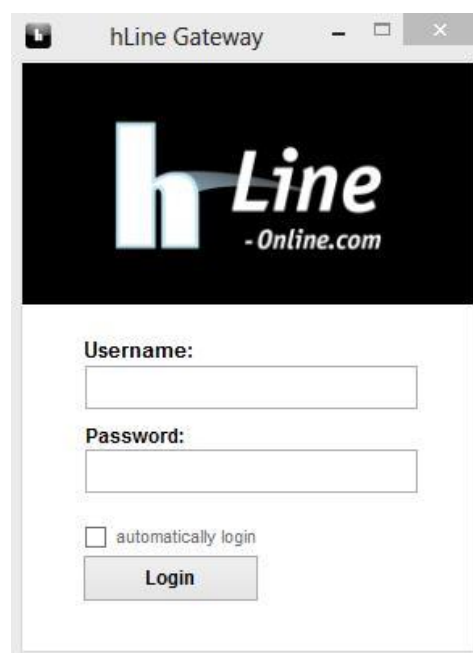 h hLine Gateway
h Line
-Online.com
Username:
Password:
automatically login
Login